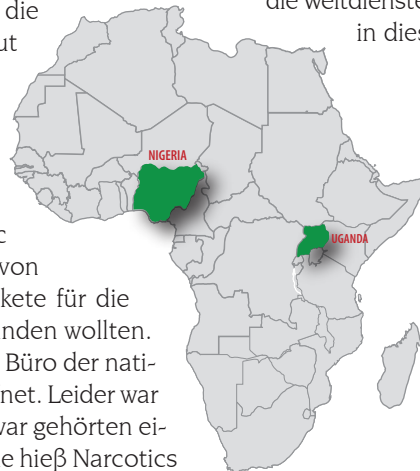 die
die weltdienste
ut
in dies
NIGERIA
UGANDA
c
von
kete für die
nden wollten.
Büro der nati-
net. Leider war
var gehörten ei-
e hieß Narcotics